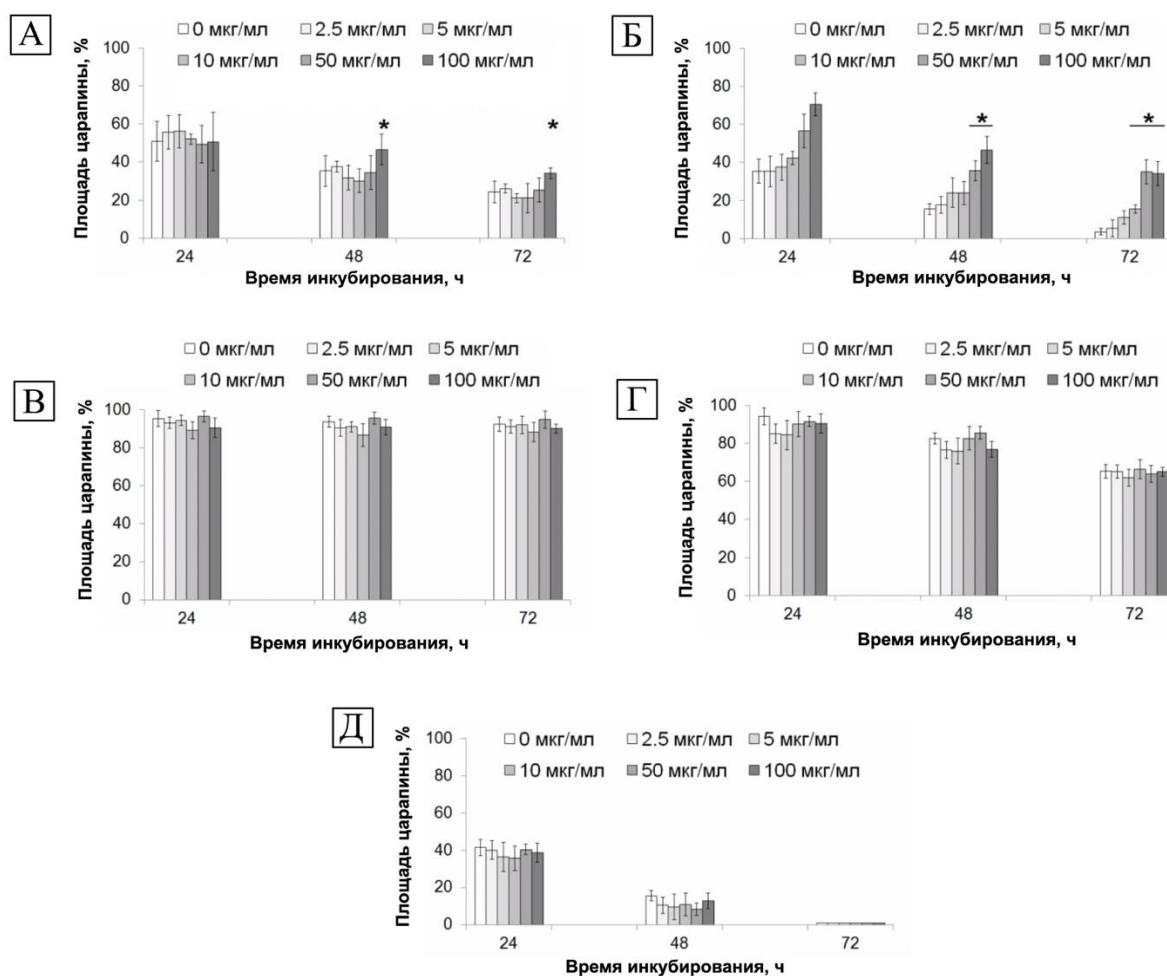 А
0 мкг/мл 2.5 мкг/мл 5 мкг/мл
10 мкг/мл 50 мкг/мл 100 мкг/мл
Площадь царапины, %
100
80
60
40
20
0
* *
24 48 72
Время инкубирования, ч
Б
0 мкг/мл 2.5 мкг/мл 5 мкг/мл
10 мкг/мл 50 мкг/мл 100 мкг/мл
Площадь царапины, %
100
80
60
40
20
0
* *
24 48 72
Время инкубирования, ч
В
0 мкг/мл 2.5 мкг/мл 5 мкг/мл
10 мкг/мл 50 мкг/мл 100 мкг/мл
Площадь царапины, %
100
80
60
40
20
0
24 48 72
Время инкубирования, ч
Г
0 мкг/мл 2.5 мкг/мл 5 мкг/мл
10 мкг/мл 50 мкг/мл 100 мкг/мл
Площадь царапины, %
100
80
60
40
20
0
24 48 72
Время инкубирования, ч
Д
0 мкг/мл 2.5 мкг/мл 5 мкг/мл
10 мкг/мл 50 мкг/мл 100 мкг/мл
Площадь царапины, %
100
80
60
40
20
0
24 48 72
Время инкубирования, ч